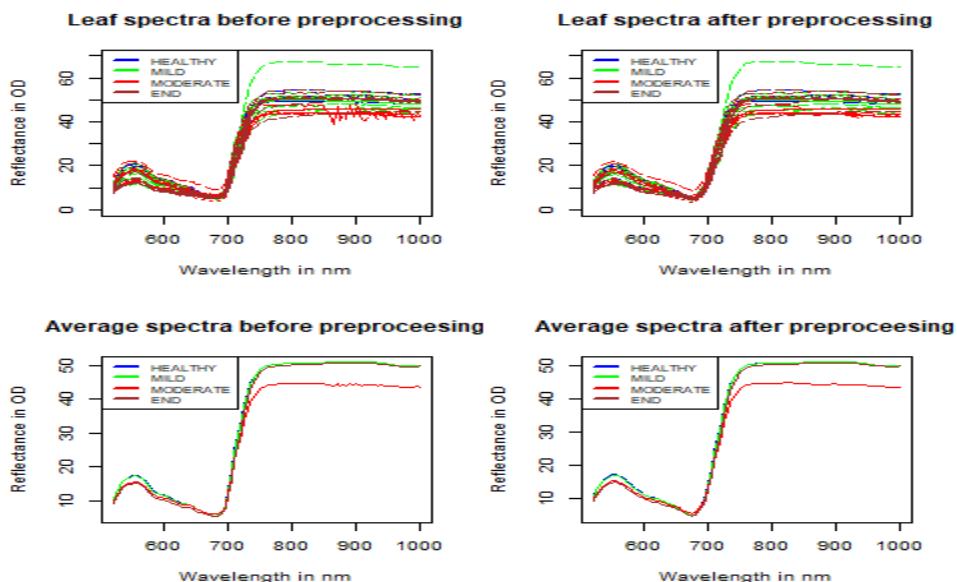 Leaf spectra before preprocessing
Reflectance in OD
0
20
40
60
HEALTHY
MILD
MODERATE
END
600
700
800
900
1000
Wavelength in nm
Leaf spectra after preprocessing
Reflectance in OD
0
20
40
60
HEALTHY
MILD
MODERATE
END
600
700
800
900
1000
Wavelength in nm
Average spectra before preproceesing
Reflectance in OD
10
20
30
40
50
HEALTHY
MILD
MODERATE
END
600
700
800
900
1000
Wavelength in nm
Average spectra after preproceesing
Reflectance in OD
10
20
30
40
50
HEALTHY
MILD
MODERATE
END
600
700
800
900
1000
Wavelength in nm